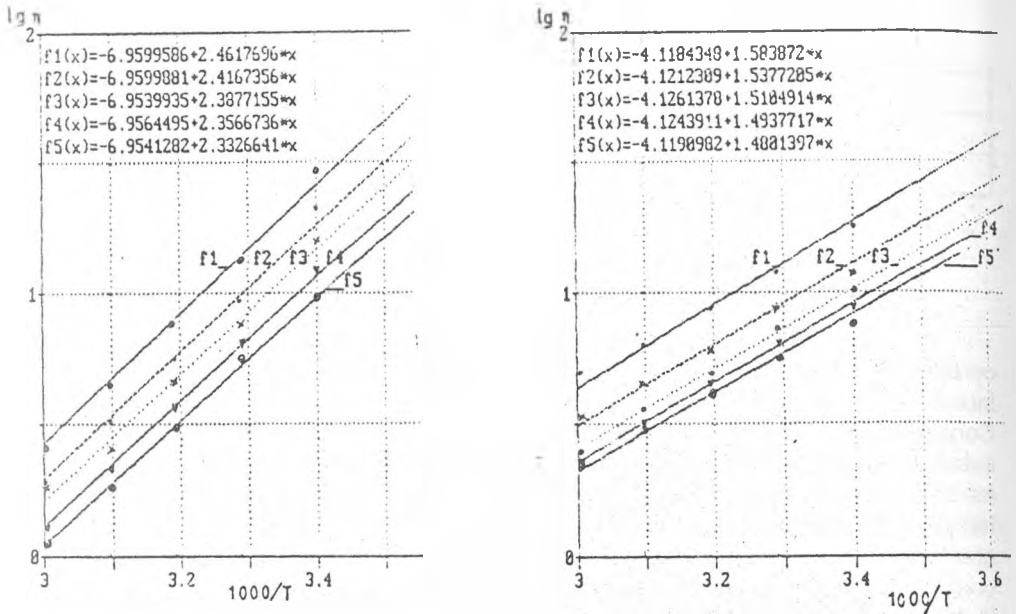 lg η
2
f1(x)=-6.9599586+2.4617696*x
f2(x)=-6.9599881+2.4167356*x
f3(x)=-6.9539935+2.3877155*x
f4(x)=-6.9564495+2.3566736*x
f5(x)=-6.9541282+2.3326641*x
f1 f2 f3 f4
f5
1
0
3 3.2 3.4
1000/T
lg η
2
f1(x)=-4.1184348+1.583872*x
f2(x)=-4.1212309+1.5377205*x
f3(x)=-4.1261378+1.5104914*x
f4(x)=-4.1243911+1.4937717*x
f5(x)=-4.1190982+1.4801397*x
f4
f1 f2 f3
f5
1
0
3 3.2 3.4 3.6
1000/T